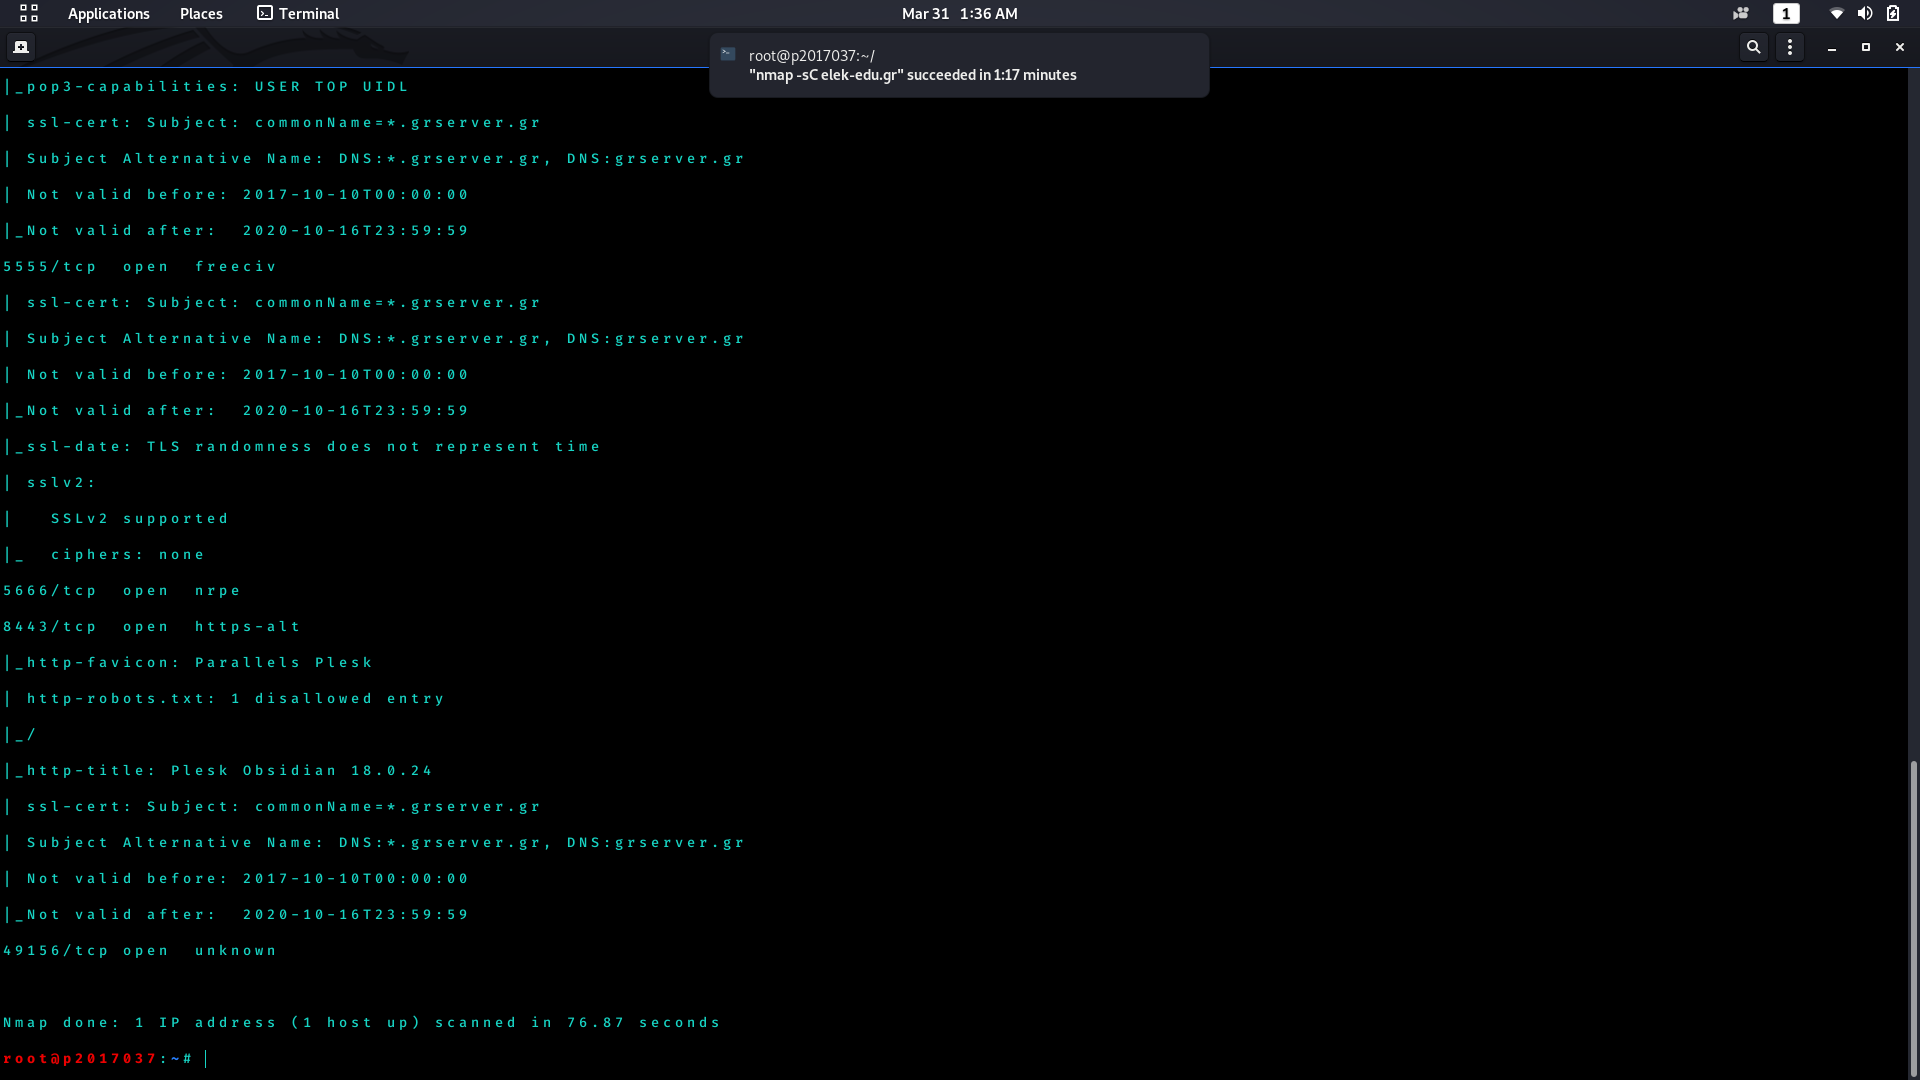 Applications Places Terminal Mar 31 1:36 AM 1
root@p2017037:~/
"nmap -sC elek-edu.gr" succeeded in 1:17 minutes
|_pop3-capabilities: USER TOP UIDL
| ssl-cert: Subject: commonName=*.grserver.gr
| Subject Alternative Name: DNS:*.grserver.gr, DNS:grserver.gr
| Not valid before: 2017-10-10T00:00:00
|_Not valid after:  2020-10-16T23:59:59
5555/tcp  open  freeciv
| ssl-cert: Subject: commonName=*.grserver.gr
| Subject Alternative Name: DNS:*.grserver.gr, DNS:grserver.gr
| Not valid before: 2017-10-10T00:00:00
|_Not valid after:  2020-10-16T23:59:59
|_ssl-date: TLS randomness does not represent time
| sslv2:
|   SSLv2 supported
|_  ciphers: none
5666/tcp  open  nrpe
8443/tcp  open  https-alt
|_http-favicon: Parallels Plesk
| http-robots.txt: 1 disallowed entry
|_/
|_http-title: Plesk Obsidian 18.0.24
| ssl-cert: Subject: commonName=*.grserver.gr
| Subject Alternative Name: DNS:*.grserver.gr, DNS:grserver.gr
| Not valid before: 2017-10-10T00:00:00
|_Not valid after:  2020-10-16T23:59:59
49156/tcp open  unknown
Nmap done: 1 IP address (1 host up) scanned in 76.87 seconds
root@p2017037:~#